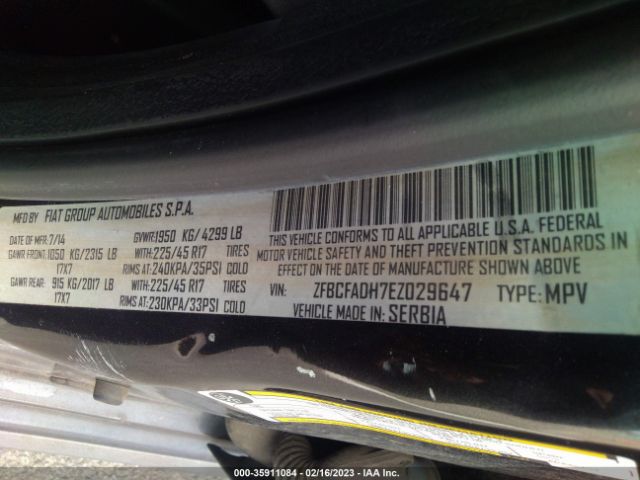 MFD BY FIAT GROUP AUTOMOBILES S.P.A.
DATE OF MFR: 7/14 GVWR:1950 KG/4299 LB
GAWR FRONT:1050 KG/2315 LB WITH:225/45 R17 TIRES
17X7 RIMS AT:240KPA/35PSI COLD
GAWR REAR: 915 KG/2017 LB WITH:225/45 R17 TIRES
17X7 RIMS AT:230KPA/33PSI COLD
THIS VEHICLE CONFORMS TO ALL APPLICABLE U.S.A. FEDERAL
MOTOR VEHICLE SAFETY AND THEFT PREVENTION STANDARDS IN
EFFECT ON THE DATE OF MANUFACTURE SHOWN ABOVE.
VIN: ZFBCFADH7EZ029647 TYPE: MPV
VEHICLE MADE IN: SERBIA
000-35911084 - 02/16/2023 - IAA Inc.